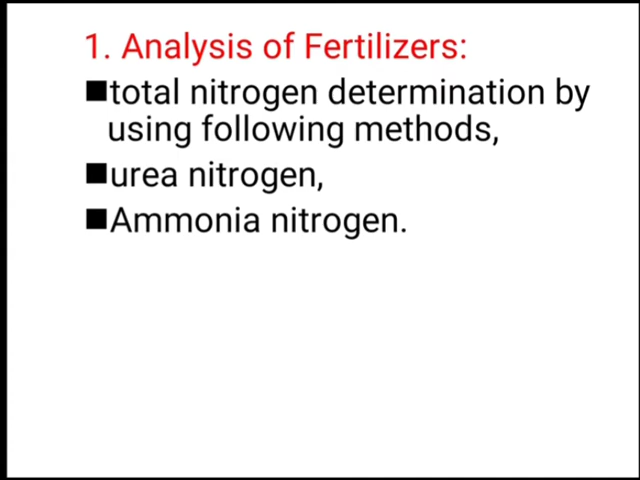 1. Analysis of Fertilizers:
■total nitrogen determination by
using following methods,
■urea nitrogen,
■Ammonia nitrogen.